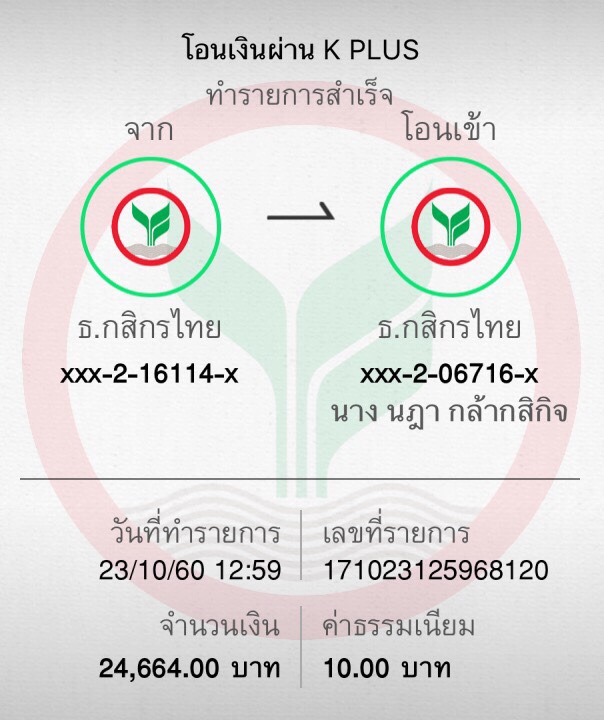 โอนเงินผ่าน K PLUS
ทำรายการสำเร็จ
จาก
โอนเข้า
ธ.กสิกรไทย
ธ.กสิกรไทย
xxx-2-16114-x
xxx-2-06716-x
นาง นฎา กล้ากสิกิจ
วันที่ทำรายการ
เลขที่รายการ
23/10/60 12:59
171023125968120
จำนวนเงิน
ค่าธรรมเนียม
24,664.00 บาท
10.00 บาท